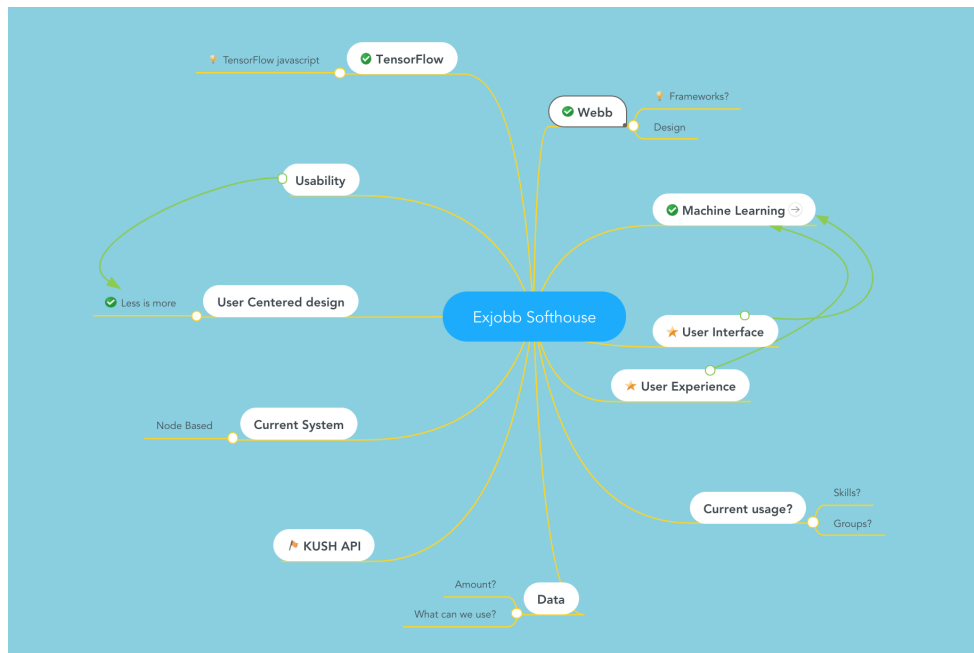 TensorFlow javascript
TensorFlow
Webb
Frameworks?
Design
Usability
Machine Learning
Less is more
User Centered design
Exjobb Softhouse
User Interface
User Experience
Node Based
Current System
Current usage?
Skills?
Groups?
KUSH API
Amount?
What can we use?
Data